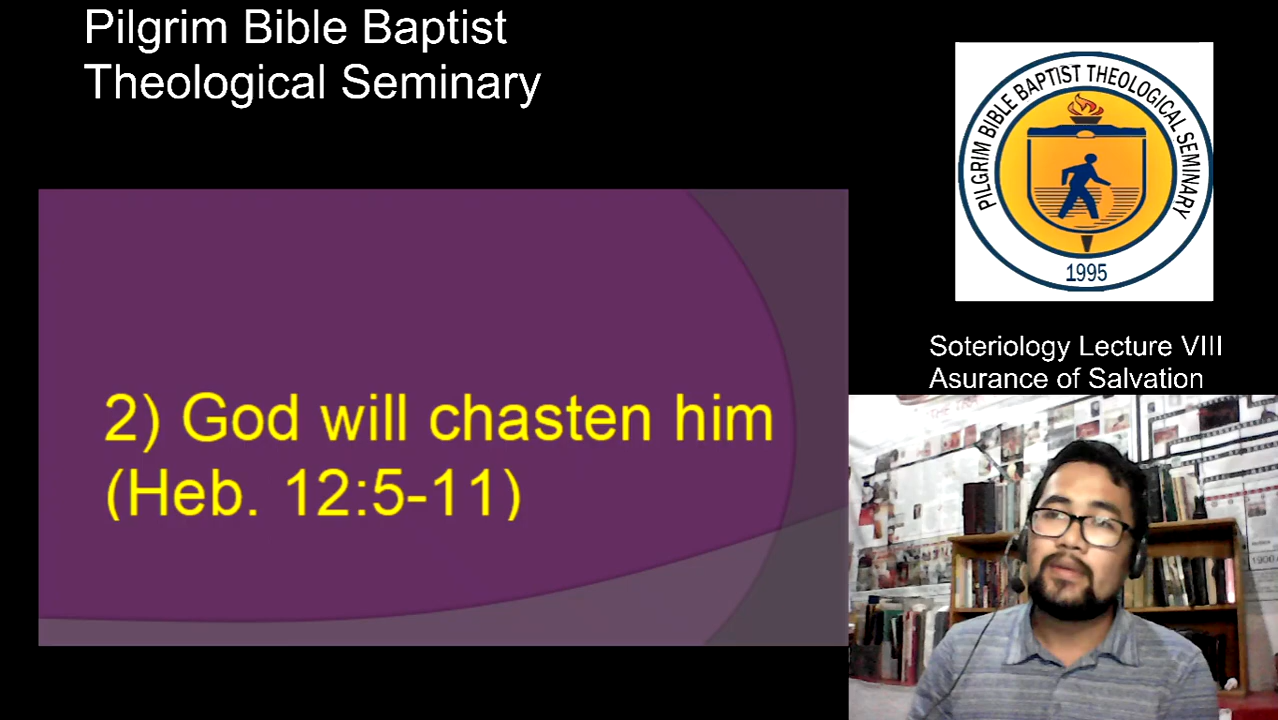 Pilgrim Bible Baptist
Theological Seminary
PILGRIM BIBLE BAPTIST THEOLOGICAL SEMINARY
1995
Soteriology Lecture VIII
Asurance of Salvation
2) God will chasten him
(Heb. 12:5-11)